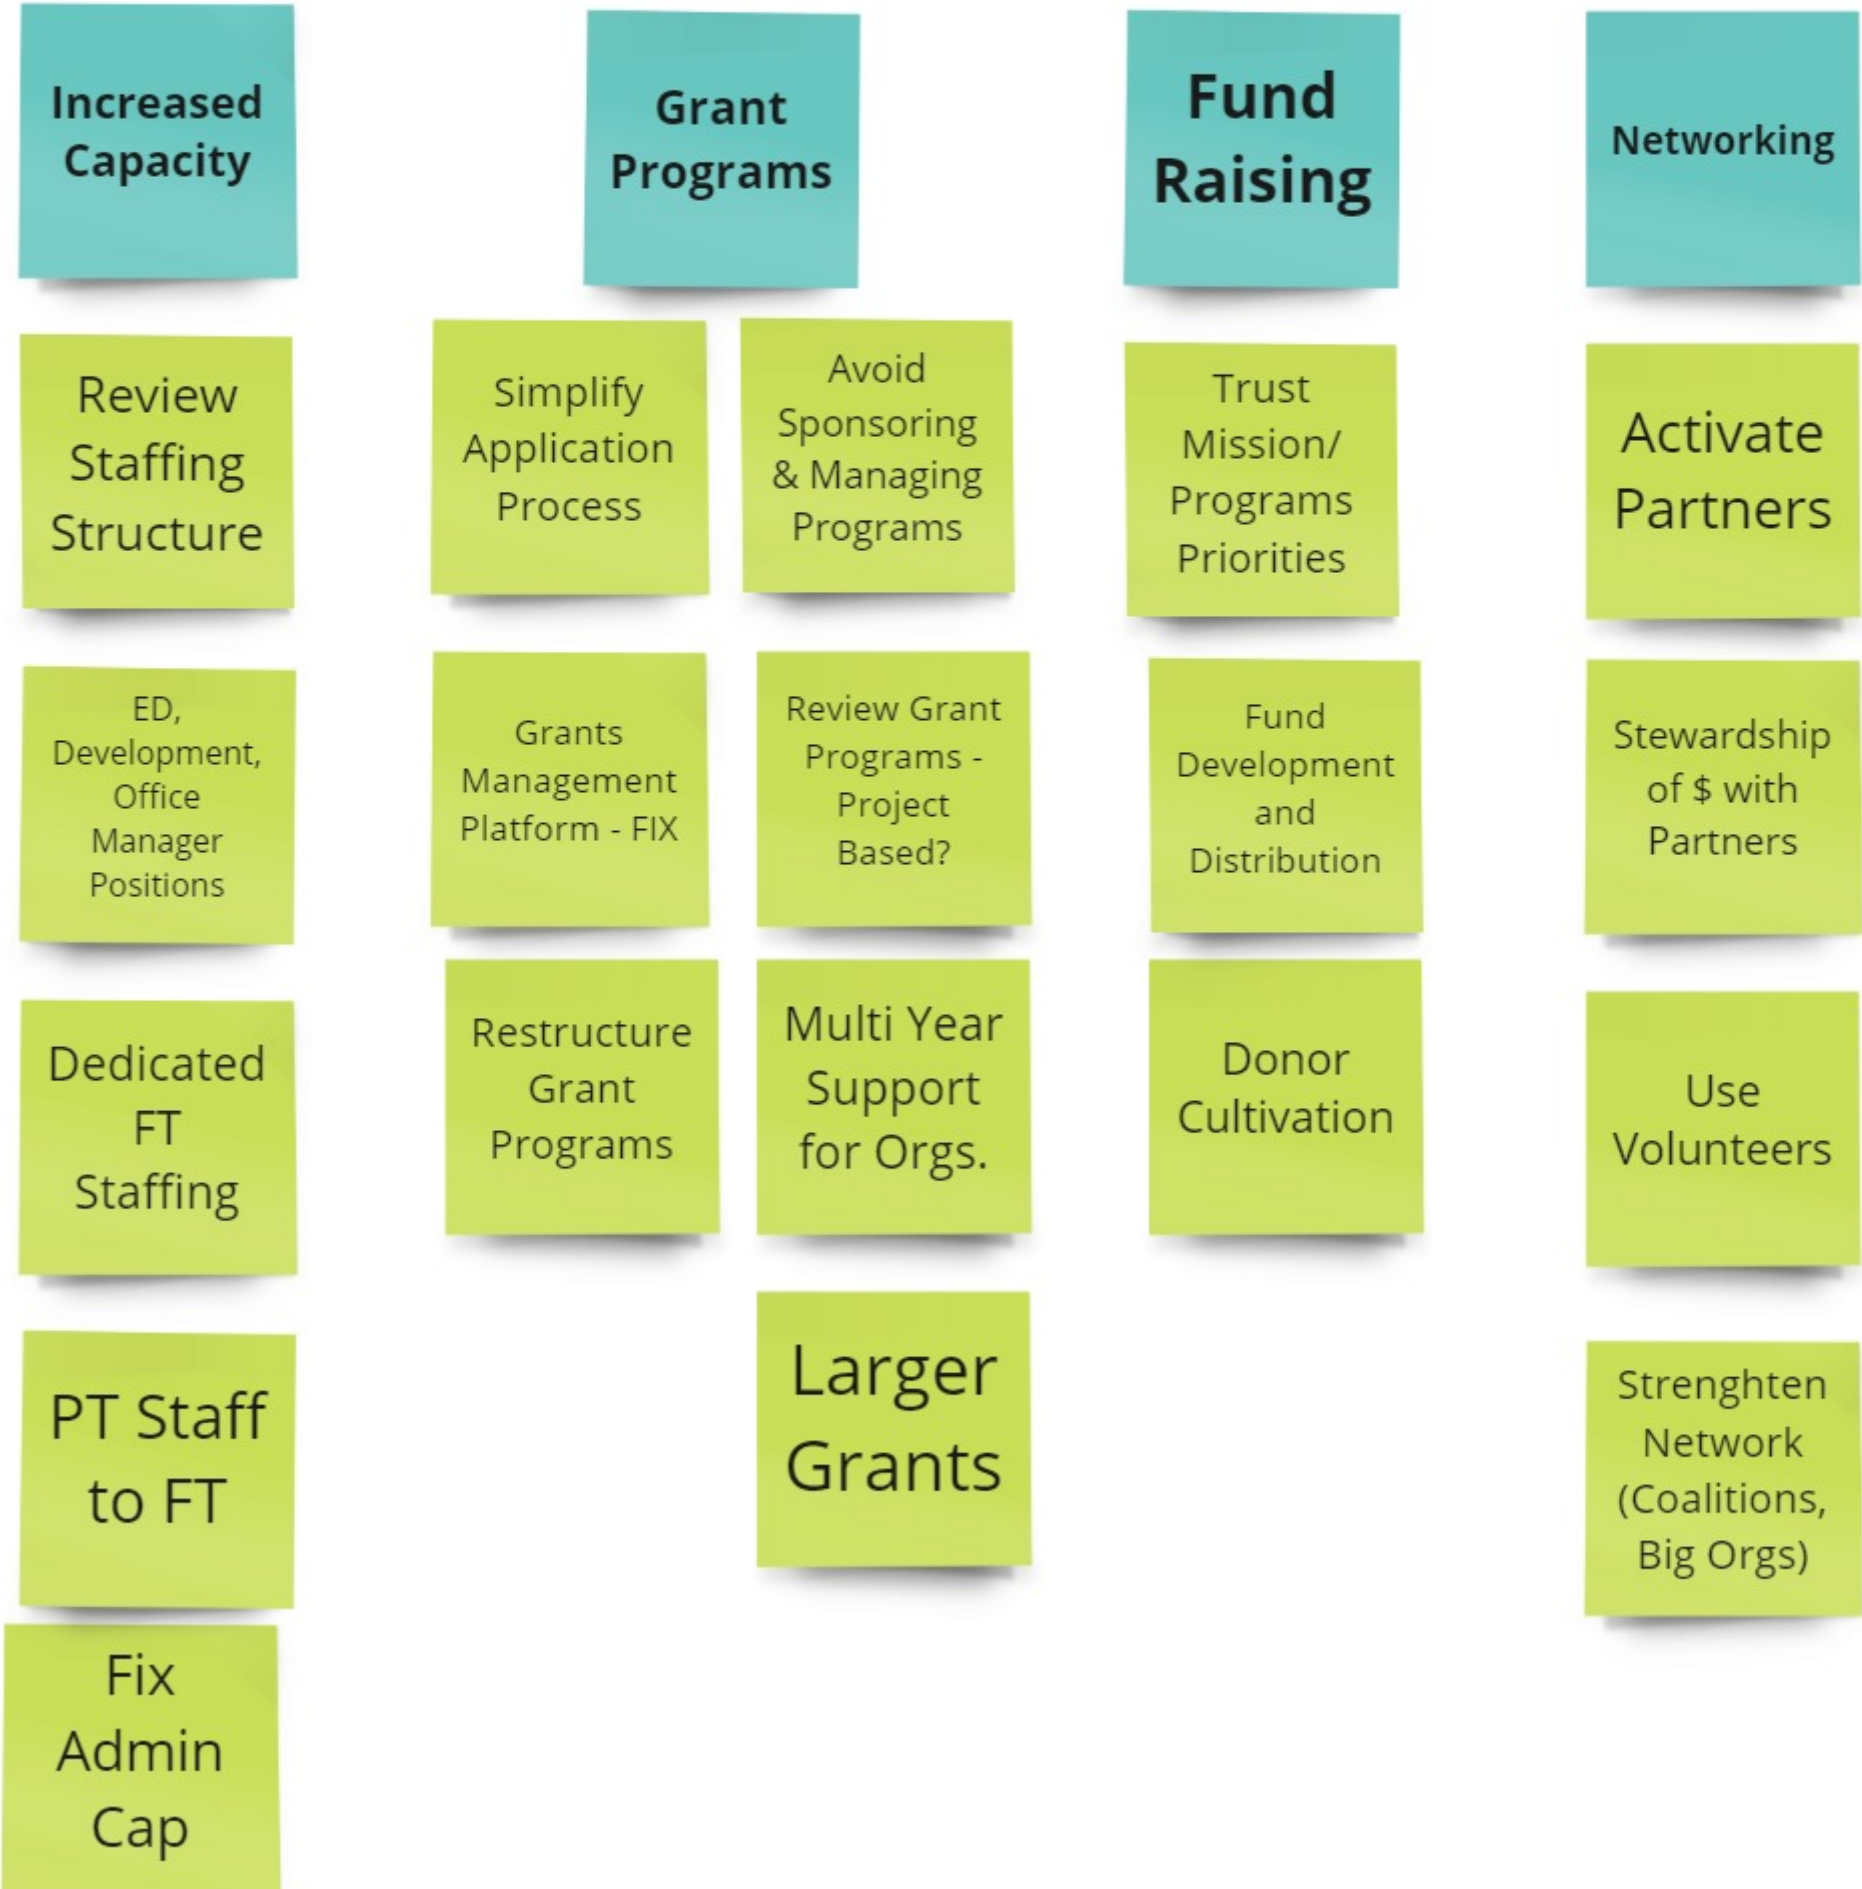 Increased
Capacity
Grant
Programs
Fund
Raising
Networking
Review
Staffing
Structure
ED,
Development,
Office
Manager
Positions
Dedicated
FT
Staffing
PT Staff
to FT
Fix
Admin
Cap
Simplify
Application
Process
Avoid
Sponsoring
& Managing
Programs
Grants
Management
Platform - FIX
Review Grant
Programs -
Project
Based?
Restructure
Grant
Programs
Multi Year
Support
for Orgs.
Larger
Grants
Trust
Mission/
Programs
Priorities
Fund
Development
and
Distribution
Donor
Cultivation
Activate
Partners
Stewardship
of $ with
Partners
Use
Volunteers
Strenghten
Network
(Coalitions,
Big Orgs)